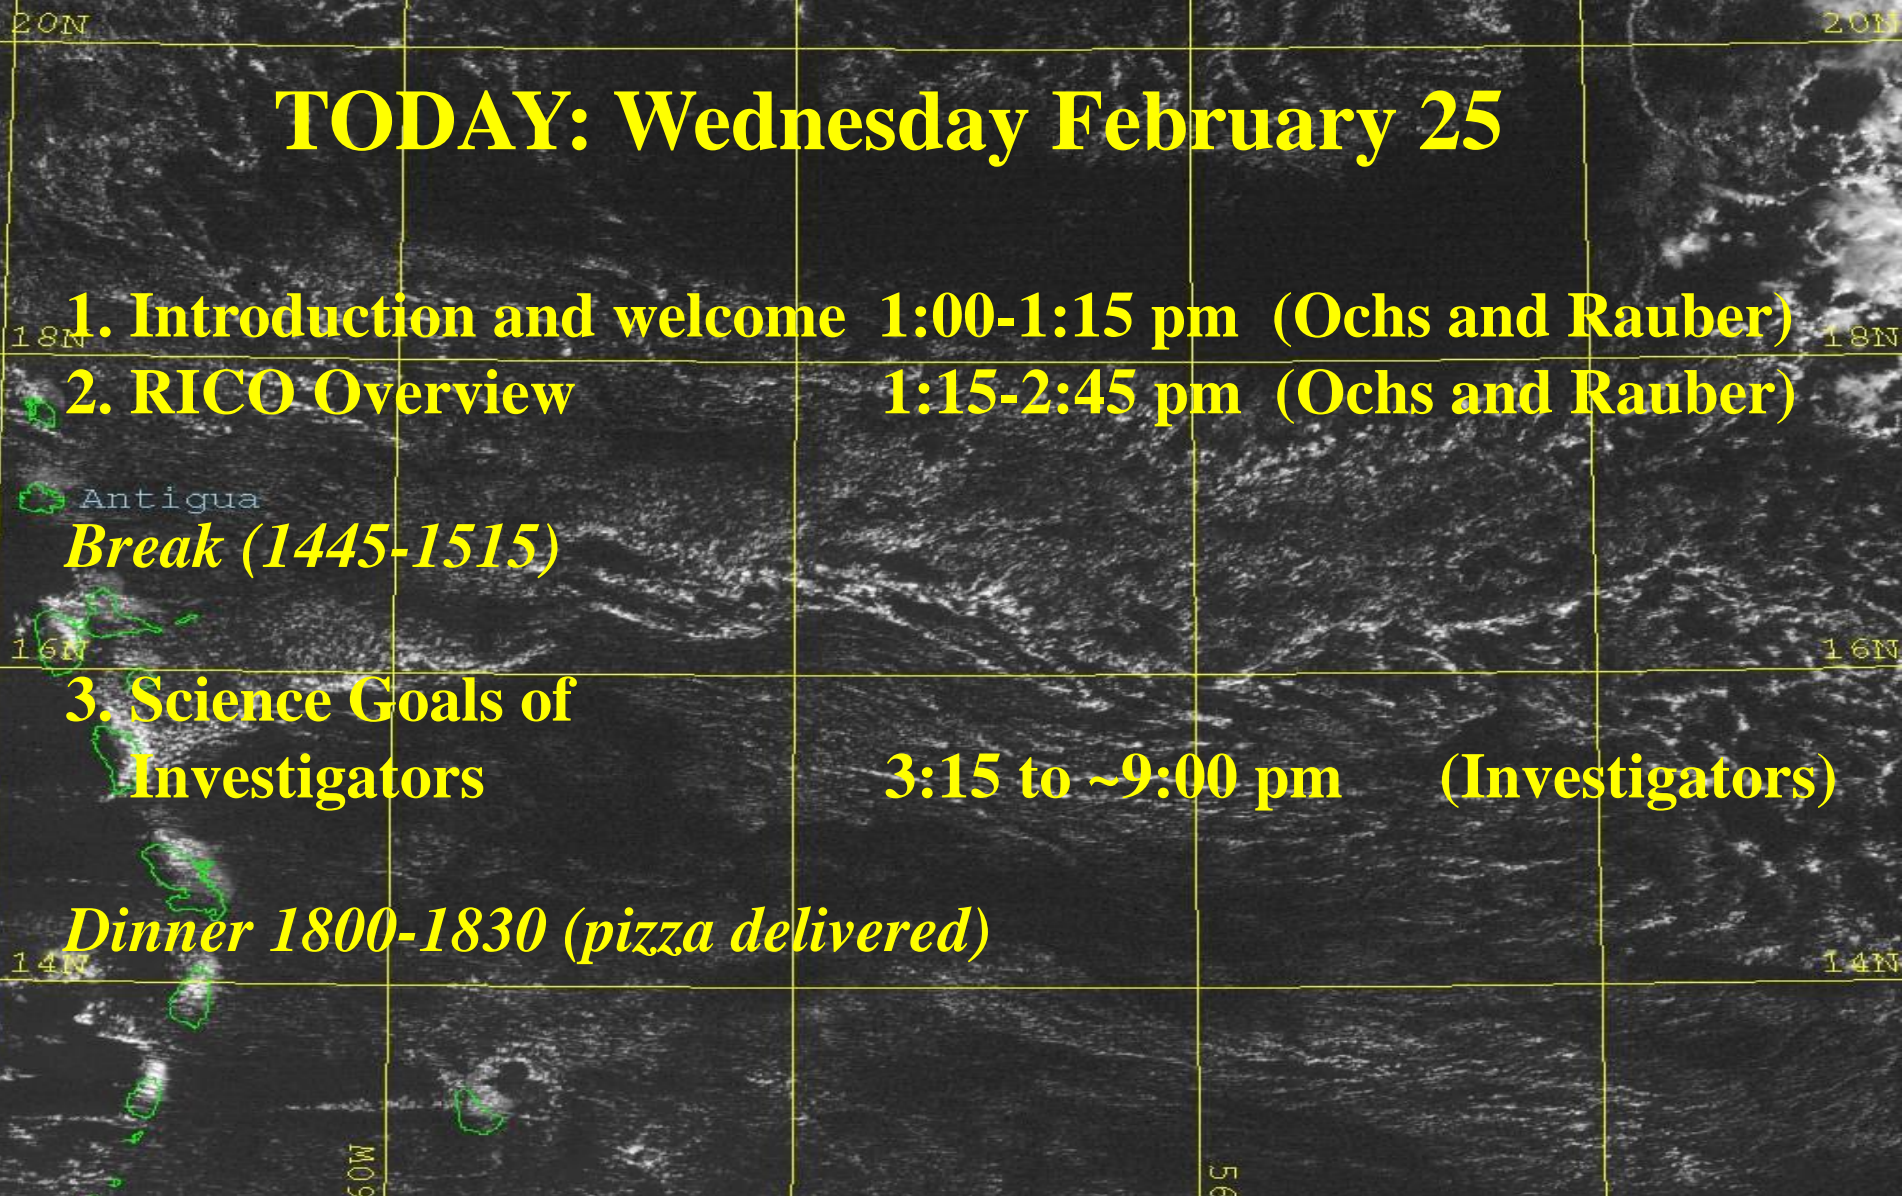 20N 20N
TODAY: Wednesday February 25
1. Introduction and welcome 1:00-1:15 pm (Ochs and Rauber)
18N 18N
2. RICO Overview 1:15-2:45 pm (Ochs and Rauber)
Antigua
Break (1445-1515)
16N 16N
3. Science Goals of
Investigators 3:15 to ~9:00 pm (Investigators)
Dinner 1800-1830 (pizza delivered)
14N 14N